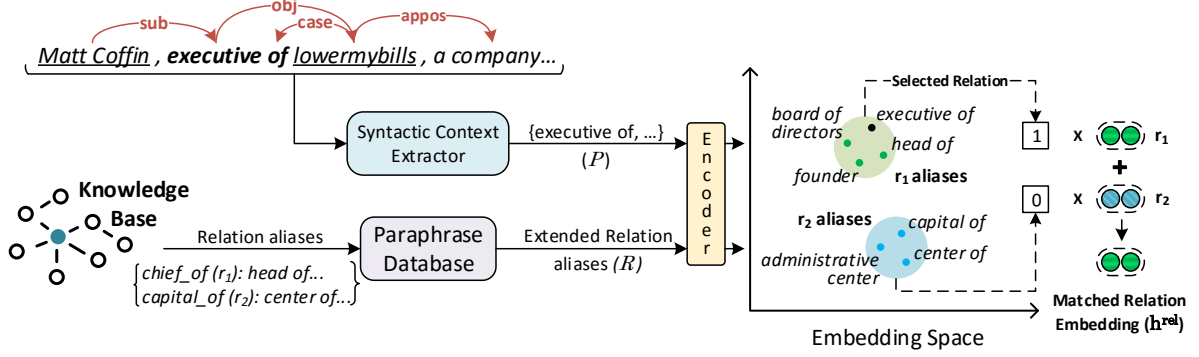 sub
obj
case
appos
Matt Coffin , executive of lowermybills , a company…
Syntactic Context
Extractor
{executive of, …}
(P)
Encoder
Knowledge
Base
Relation aliases
{chief_of (r1): head of...
capital_of (r2): center of...}
Paraphrase
Database
Extended Relation
aliases (R)
Selected Relation
board of
directors
executive of
head of
founder
r1 aliases
r2 aliases
capital of
administrative
center
center of
Embedding Space
1 x r1
+
0 x r2
Matched Relation
Embedding (h^rel)